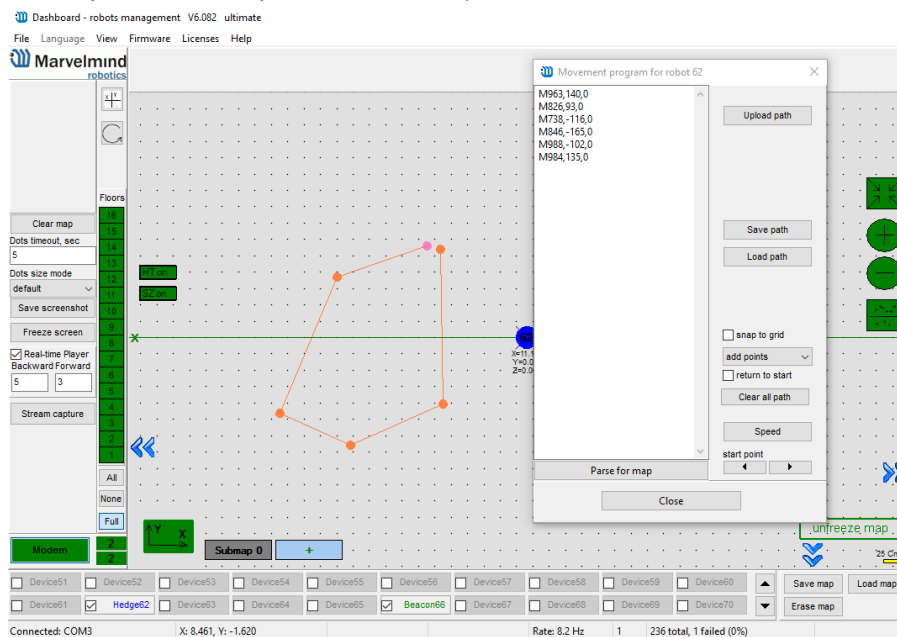 Dashboard - robots management V6.082 ultimate
File Language View Firmware Licenses Help
Marvelmind
robotics
Movement program for robot 62
M963,140,0
M826,93,0
M738,-116,0
M846,-165,0
M988,-102,0
M984,135,0
Upload path
Save path
Load path
snap to grid
add points
return to start
Clear all path
Speed
start point
Parse for map
Close
Floors
16
15
14
13
12
11
10
9
8
7
6
5
4
3
2
1
All
None
Full
Clear map
Dots timeout, sec
5
Dots size mode
default
Save screenshot
Freeze screen
Real-time Player
Backward Forward
5 3
Stream capture
HT on
SZ on
X
62
X=11.1
Y=0.0
Z=0.0
Y
X
Modem
2
2
Submap 0
+
unfreeze map
25 Cm
Device51 Device52 Device53 Device54 Device55 Device56 Device57 Device58 Device59 Device60
Save map Load map
Device61 Hedge62 Device63 Device64 Device65 Beacon66 Device67 Device68 Device69 Device70
Erase map
Connected: COM3 X: 8.461, Y: -1.620 Rate: 8.2 Hz 1 236 total, 1 failed (0%)